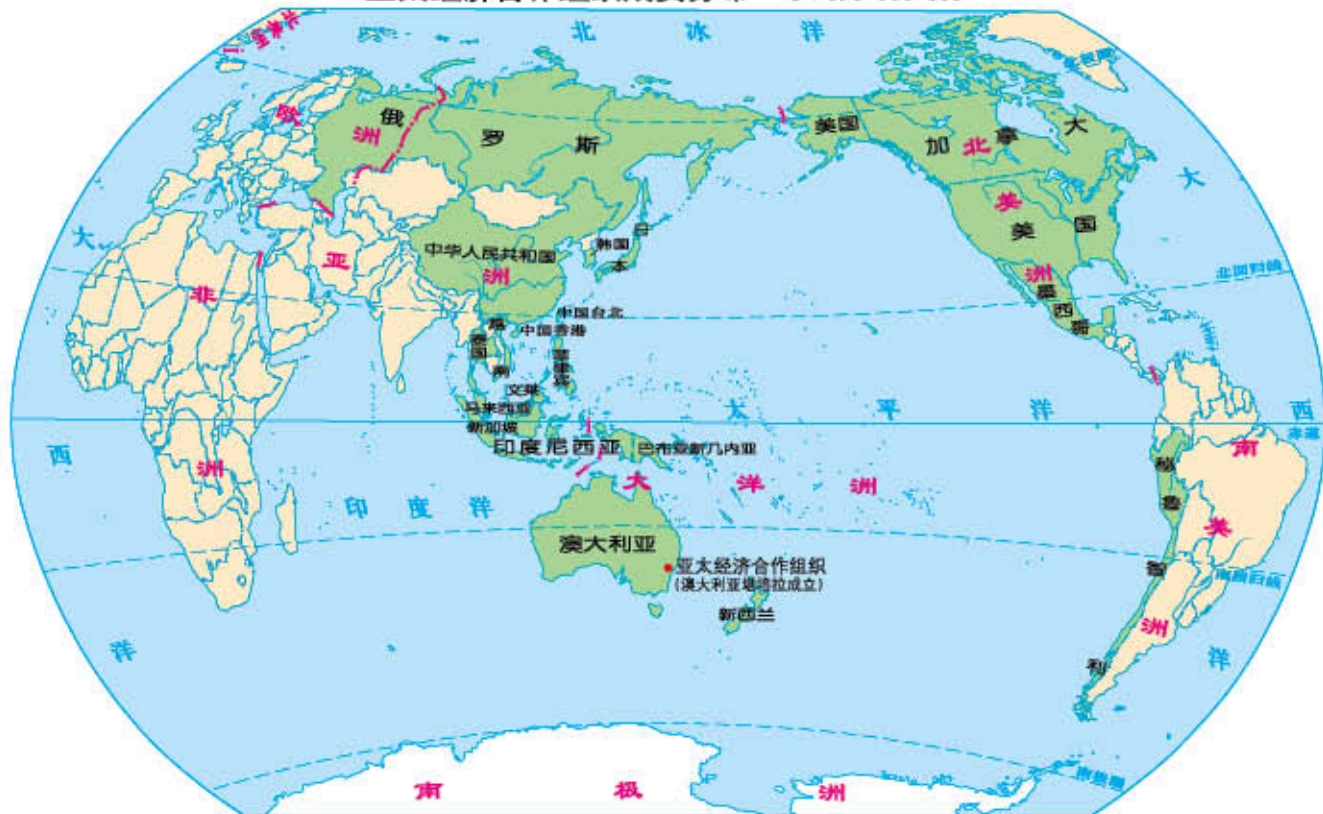 北 冰 洋
北极圈
欧 洲
俄 罗 斯
美国
加 拿 大
北 美 洲
美 国
大 西 洋
大 西 洋
亚 洲
中华人民共和国
韩国
日 本
北回归线
墨 西 哥
非 洲
中国台北
中国香港
越 南
泰国
菲律宾
文莱
马来西亚
新加坡
印度尼西亚
巴布亚新几内亚
太 平 洋
赤道
大 洋 洲
印 度 洋
南 美 洲
秘 鲁
智 利
澳大利亚
亚太经济合作组织
(澳大利亚堪培拉成立)
新西兰
南回归线
南极圈
南 极 洲